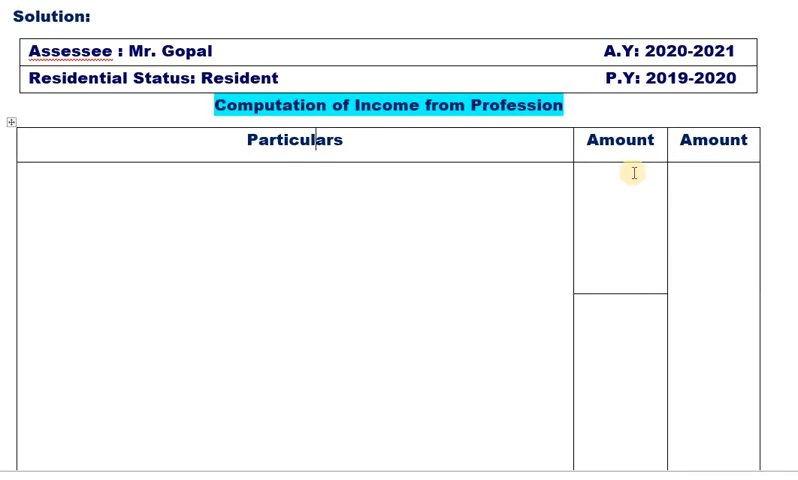 Solution:
Assessee : Mr. Gopal A.Y: 2020-2021
Residential Status: Resident P.Y: 2019-2020
Computation of Income from Profession
Particulars Amount Amount